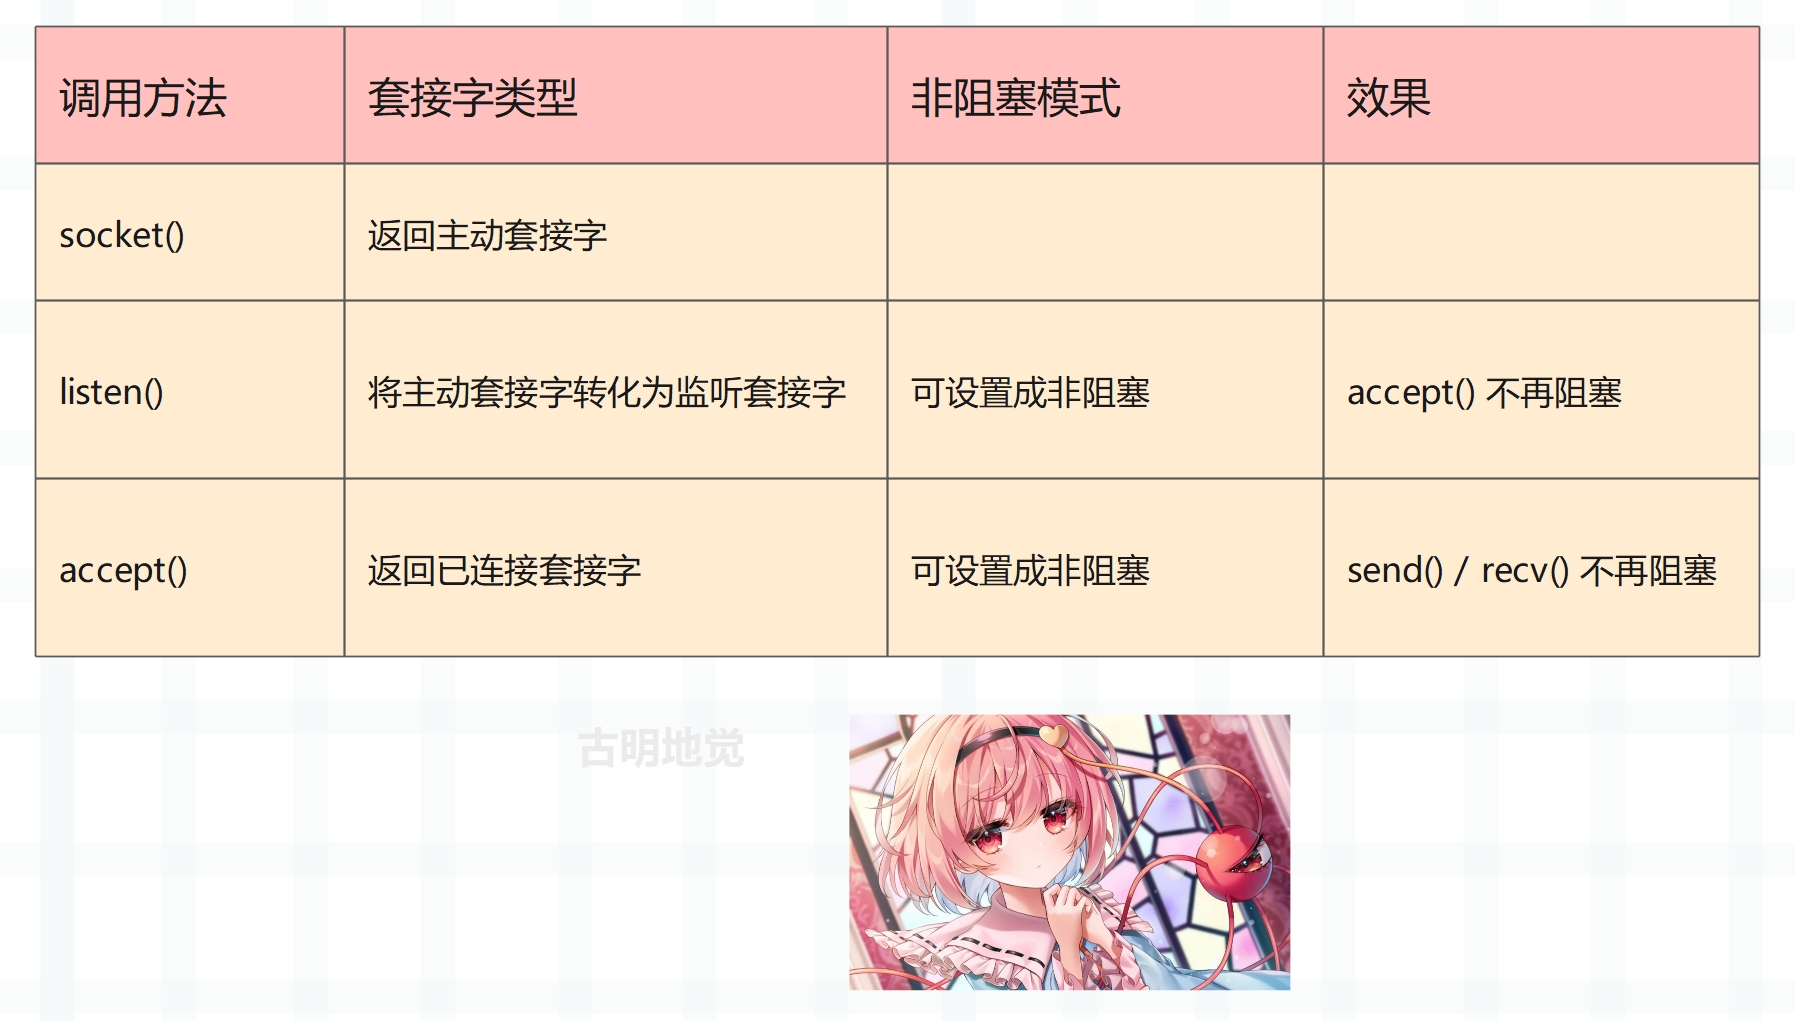 调用方法 套接字类型 非阻塞模式 效果
socket() 返回主动套接字
listen() 将主动套接字转化为监听套接字 可设置成非阻塞 accept() 不再阻塞
accept() 返回已连接套接字 可设置成非阻塞 send() / recv() 不再阻塞
古明地觉